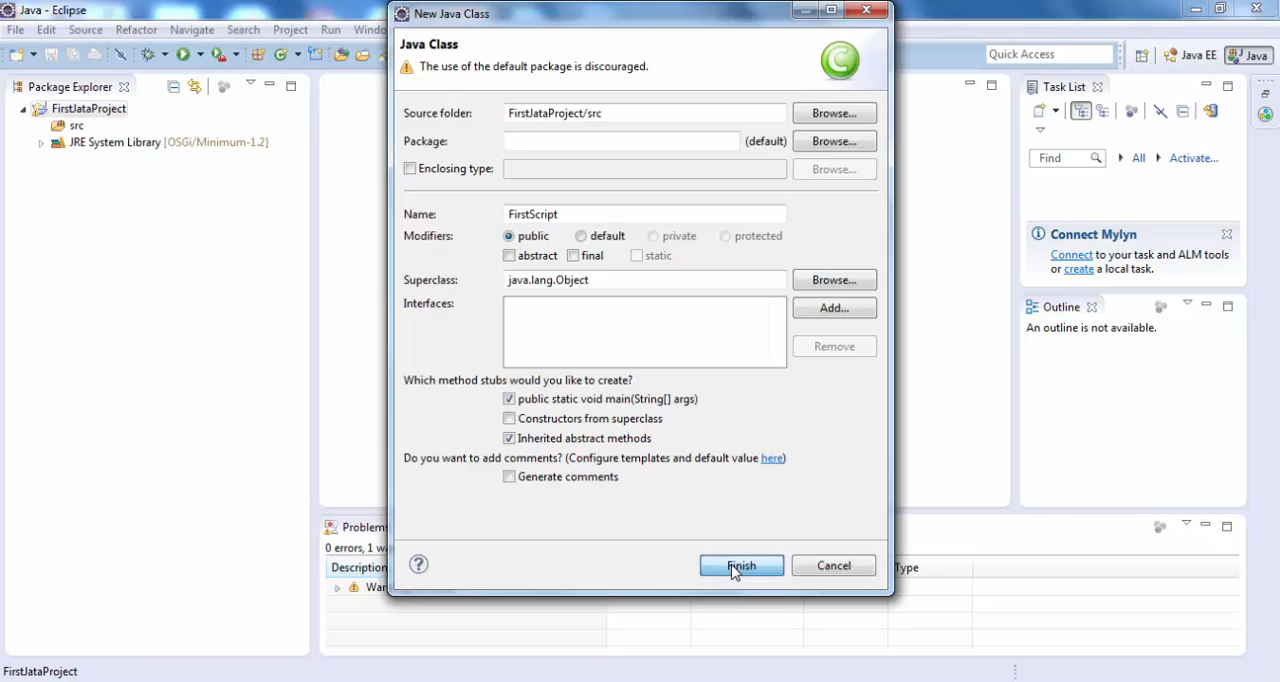 Java - Eclipse
File Edit Source Refactor Navigate Search Project Run Windo
Quick Access
Java EE
Java
Package Explorer
FirstJataProject
src
JRE System Library [OSGi/Minimum-1.2]
New Java Class
Java Class
The use of the default package is discouraged.
Source folder: FirstJataProject/src Browse...
Package: (default) Browse...
Enclosing type: Browse...
Name: FirstScript
Modifiers: public default private protected
abstract final static
Superclass: java.lang.Object Browse...
Interfaces: Add...
Remove
Which method stubs would you like to create?
public static void main(String[] args)
Constructors from superclass
Inherited abstract methods
Do you want to add comments? (Configure templates and default value here)
Generate comments
Finish Cancel
Task List
Find All Activate...
Connect Mylyn
Connect to your task and ALM tools
or create a local task.
Outline
An outline is not available.
Problems
0 errors, 1 wa
Description Type
War
FirstJataProject